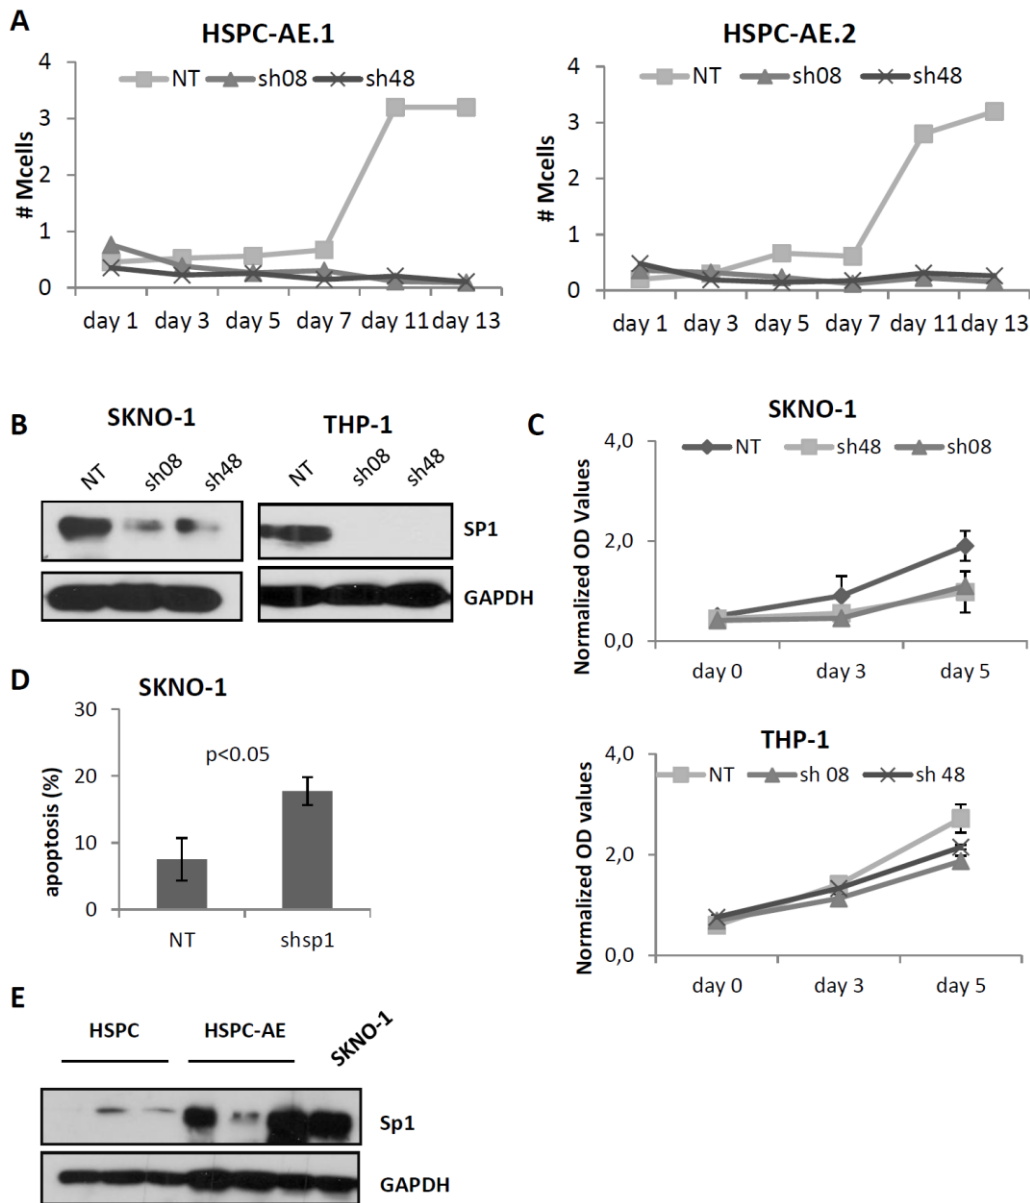 A
HSPC-AE.1
# Mcells
4
3
2
1
0
NT sh08 sh48
day 1 day 3 day 5 day 7 day 11 day 13
HSPC-AE.2
# Mcells
4
3
2
1
0
NT sh08 sh48
day 1 day 3 day 5 day 7 day 11 day 13
B
SKNO-1
NT sh08 sh48
THP-1
NT sh08 sh48
SP1
GAPDH
C
SKNO-1
Normalized OD Values
4,0
2,0
0,0
NT sh48 sh08
day 0 day 3 day 5
THP-1
Normalized OD values
4,0
2,0
0,0
NT sh 08 sh 48
day 0 day 3 day 5
D
SKNO-1
apoptosis (%)
30
20
10
0
p<0.05
NT shsp1
E
HSPC HSPC-AE SKNO-1
Sp1
GAPDH